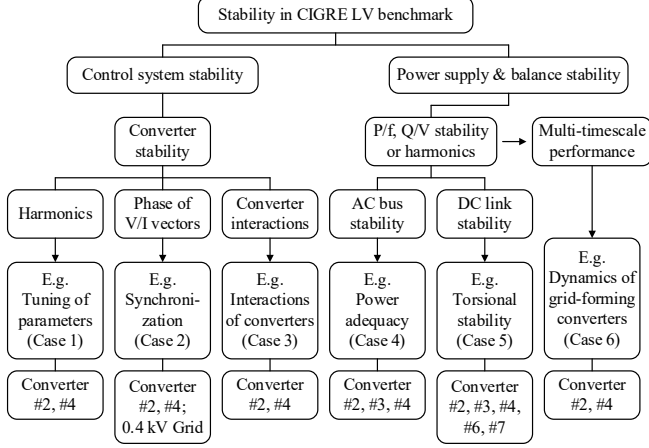 Stability in CIGRE LV benchmark
Control system stability
Power supply & balance stability
Converter
stability
P/f, Q/V stability
or harmonics
Multi-timescale
performance
Harmonics
Phase of
V/I vectors
Converter
interactions
AC bus
stability
DC link
stability
E.g.
Tuning of
parameters
(Case 1)
E.g.
Synchroni-
zation
(Case 2)
E.g.
Interactions
of converters
(Case 3)
E.g.
Power
adequacy
(Case 4)
E.g.
Torsional
stability
(Case 5)
E.g.
Dynamics of
grid-forming
converters
(Case 6)
Converter
#2, #4
Converter
#2, #4;
0.4 kV Grid
Converter
#2, #4
Converter
#2, #3, #4
Converter
#2, #3, #4,
#6, #7
Converter
#2, #4